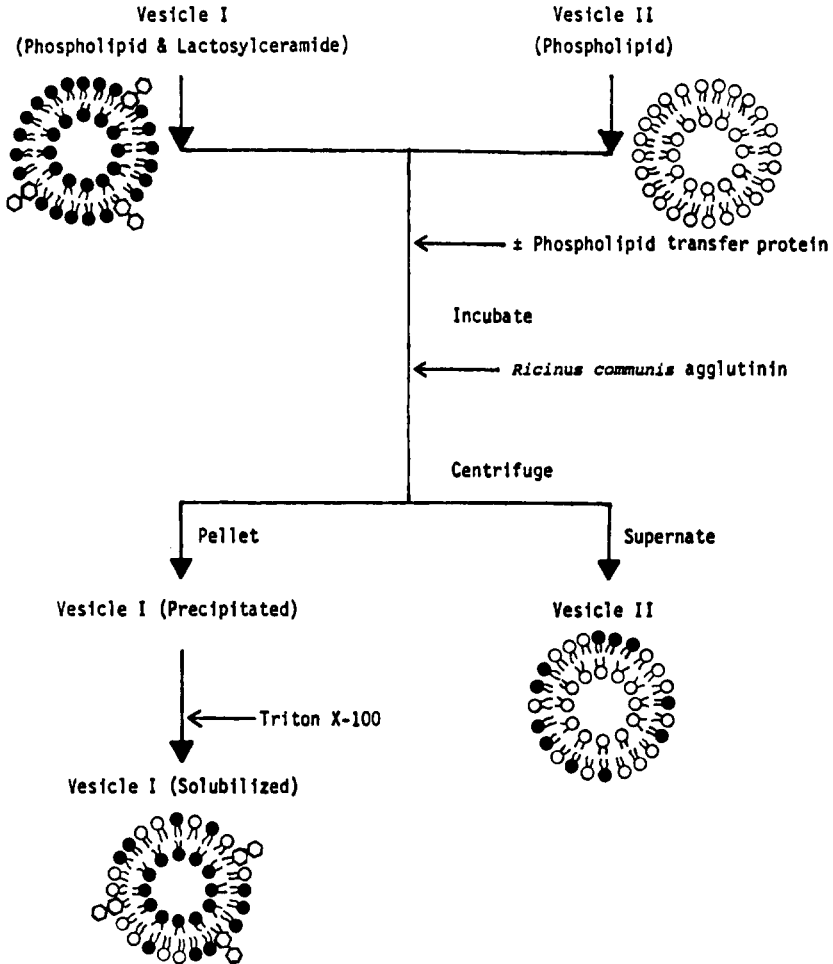 Vesicle I
(Phospholipid & Lactosylceramide)
Vesicle II
(Phospholipid)
± Phospholipid transfer protein
Incubate
Ricinus communis agglutinin
Centrifuge
Pellet
Supernate
Vesicle I (Precipitated)
Vesicle II
Triton X-100
Vesicle I (Solubilized)